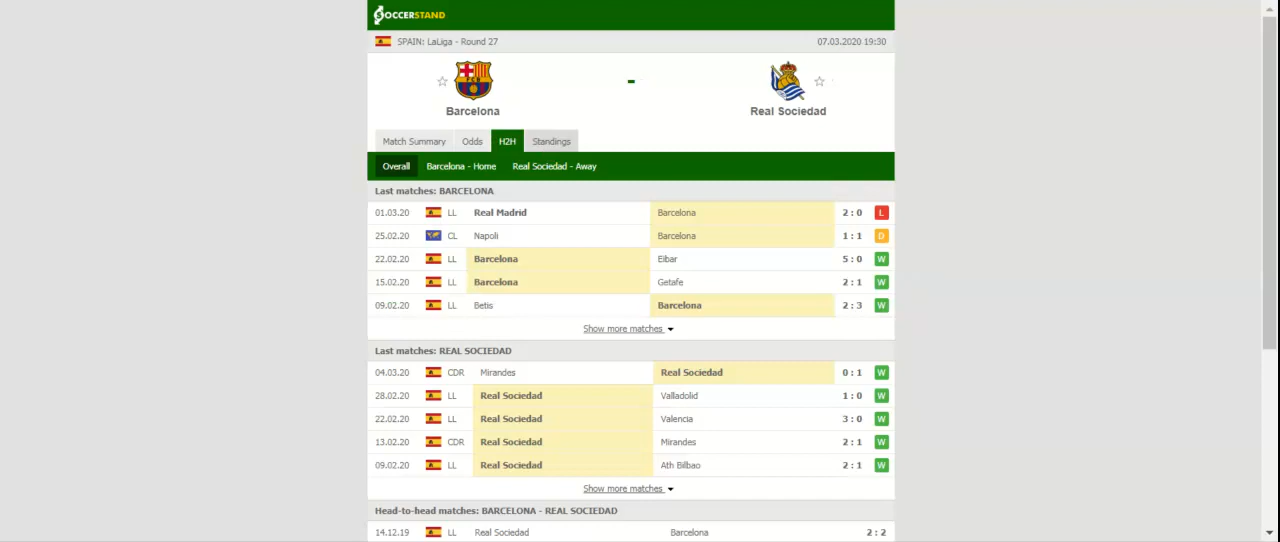 SOCCERSTAND
SPAIN: LaLiga - Round 27 07.03.2020 19:30
Barcelona Real Sociedad
Match Summary Odds H2H Standings
Overall Barcelona - Home Real Sociedad - Away
Last matches: BARCELONA
01.03.20 LL Real Madrid Barcelona 2 : 0 L
25.02.20 CL Napoli Barcelona 1 : 1 D
22.02.20 LL Barcelona Eibar 5 : 0 W
15.02.20 LL Barcelona Getafe 2 : 1 W
09.02.20 LL Betis Barcelona 2 : 3 W
Show more matches
Last matches: REAL SOCIEDAD
04.03.20 CDR Mirandes Real Sociedad 0 : 1 W
28.02.20 LL Real Sociedad Valladolid 1 : 0 W
22.02.20 LL Real Sociedad Valencia 3 : 0 W
13.02.20 CDR Real Sociedad Mirandes 2 : 1 W
09.02.20 LL Real Sociedad Ath Bilbao 2 : 1 W
Show more matches
Head-to-head matches: BARCELONA - REAL SOCIEDAD
14.12.19 LL Real Sociedad Barcelona 2 : 2